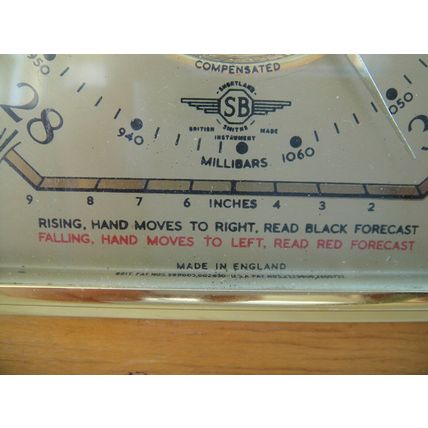 COMPENSATED
950
050
28
SHORTLAND
SB
SMITHS
BRITISH MADE
INSTRUMENT
940
1060
MILLIBARS
9 8 7 6 INCHES 4 3 2
RISING, HAND MOVES TO RIGHT, READ BLACK FORECAST
FALLING, HAND MOVES TO LEFT, READ RED FORECAST
MADE IN ENGLAND